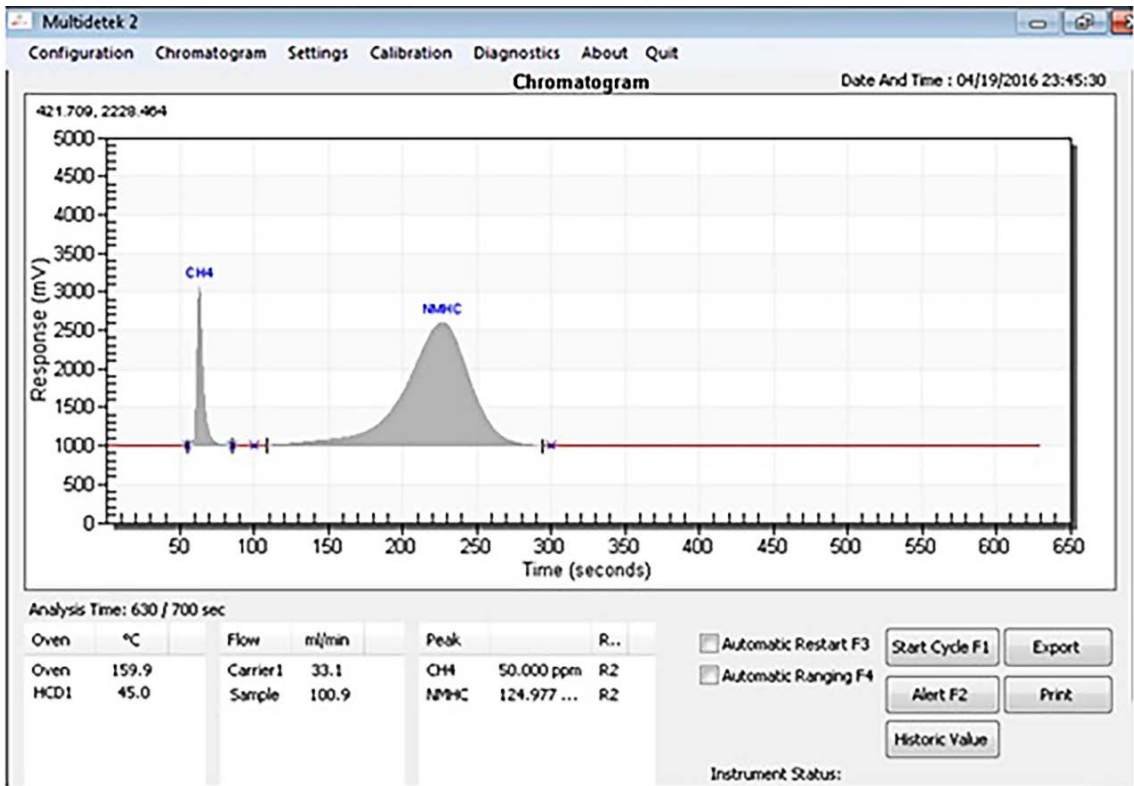 Multidetek 2
Configuration Chromatogram Settings Calibration Diagnostics About Quit
Chromatogram
Date And Time : 04/19/2016 23:45:30
421.709, 2228.464
5000
4500
4000
3500
3000
2500
2000
1500
1000
500
0
Response (mV)
CH4
NMHC
50 100 150 200 250 300 350 400 450 500 550 600 650
Time (seconds)
Analysis Time: 630 / 700 sec
Oven °C
Oven 159.9
HCD1 45.0
Flow ml/min
Carrier1 33.1
Sample 100.9
Peak R..
CH4 50.000 ppm R2
NMHC 124.977 ... R2
Automatic Restart F3
Automatic Ranging F4
Start Cycle F1
Export
Alert F2
Print
Historic Value
Instrument Status: